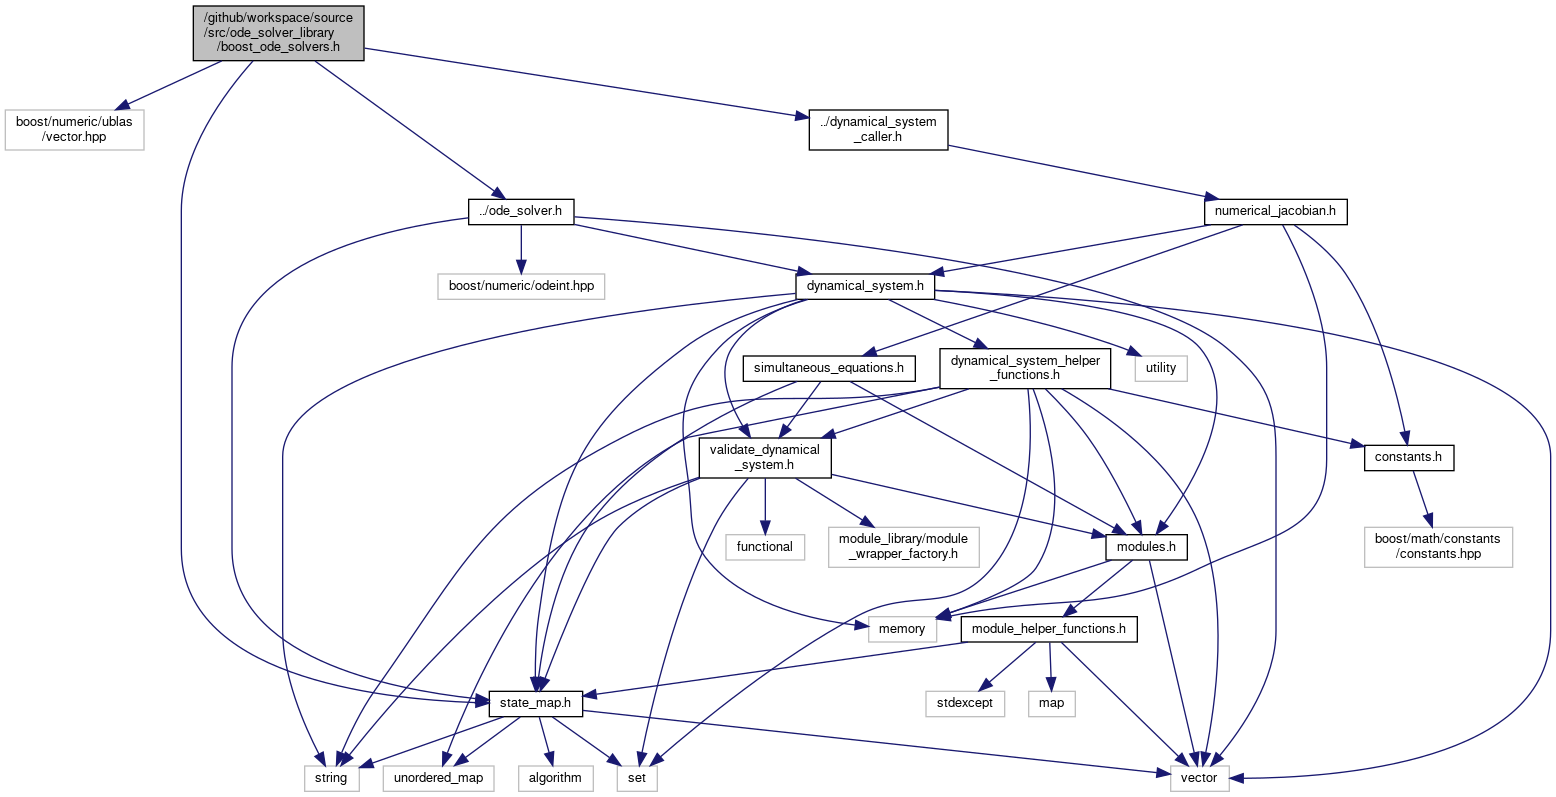 /github/workspace/source
/src/ode_solver_library
/boost_ode_solvers.h
boost/numeric/ublas
/vector.hpp
../dynamical_system
_caller.h
../ode_solver.h
numerical_jacobian.h
boost/numeric/odeint.hpp
dynamical_system.h
simultaneous_equations.h
dynamical_system_helper
_functions.h
utility
validate_dynamical
_system.h
constants.h
functional
module_library/module
_wrapper_factory.h
modules.h
boost/math/constants
/constants.hpp
memory
module_helper_functions.h
state_map.h
stdexcept
map
string
unordered_map
algorithm
set
vector